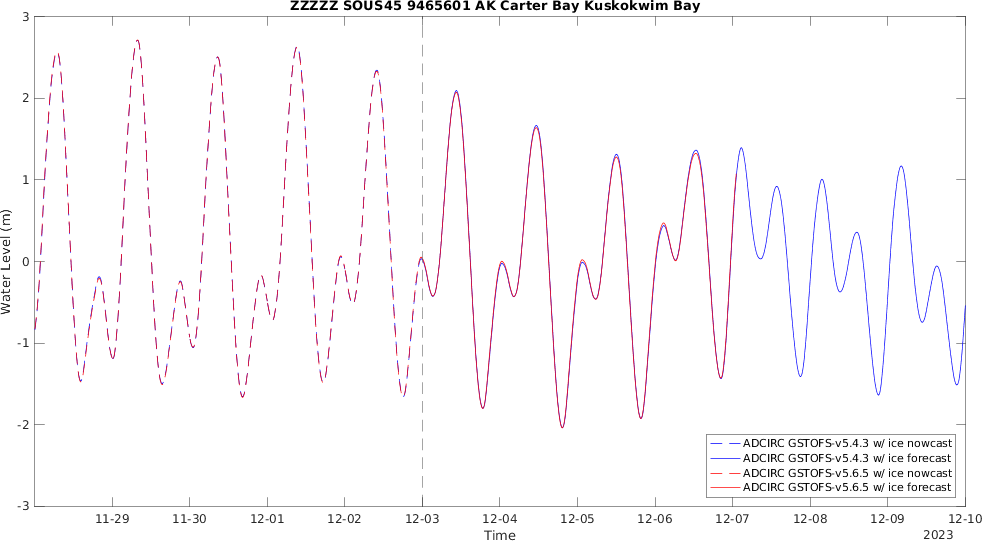 ZZZZZ SOUS45 9465601 AK Carter Bay Kuskokwim Bay
3
2
1
0
-1
-2
-3
Water Level (m)
ADCIRC GSTOFS-v5.4.3 w/ ice nowcast
ADCIRC GSTOFS-v5.4.3 w/ ice forecast
ADCIRC GSTOFS-v5.6.5 w/ ice nowcast
ADCIRC GSTOFS-v5.6.5 w/ ice forecast
11-29 11-30 12-01 12-02 12-03 12-04 12-05 12-06 12-07 12-08 12-09 12-10
Time
2023